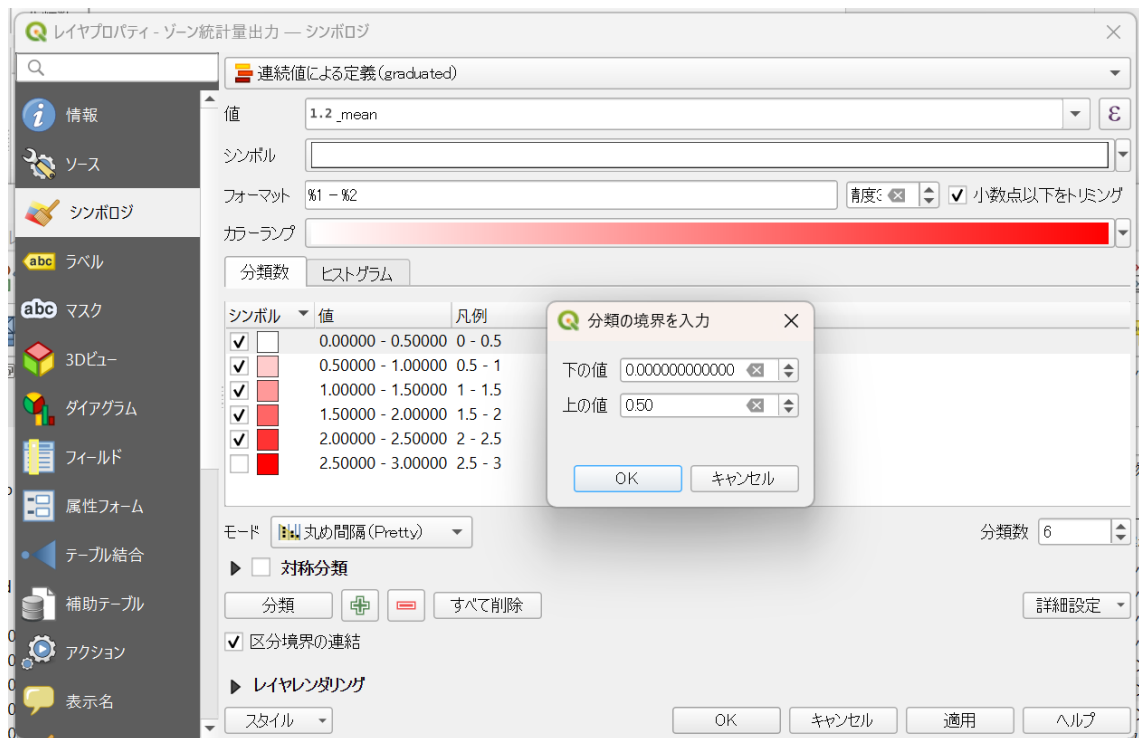 レイヤプロパティ - ゾーン統計量出力 — シンボロジ
連続値による定義(graduated)
情報
ソース
シンボロジ
ラベル
マスク
3Dビュー
ダイアグラム
フィールド
属性フォーム
テーブル結合
補助テーブル
アクション
表示名
値 1.2 _mean ε
シンボル
フォーマット %1 - %2 小数点以下をトリミング
カラーランプ
分類数 ヒストグラム
シンボル 値 凡例
0.00000 - 0.50000 0 - 0.5
0.50000 - 1.00000 0.5 - 1
1.00000 - 1.50000 1 - 1.5
1.50000 - 2.00000 1.5 - 2
2.00000 - 2.50000 2 - 2.5
2.50000 - 3.00000 2.5 - 3
分類の境界を入力
下の値 0.000000000000
上の値 0.50
OK キャンセル
モード 丸め間隔(Pretty) 分類数 6
対称分類
分類 すべて削除 詳細設定
区分境界の連結
レイヤレンダリング
スタイル OK キャンセル 適用 ヘルプ